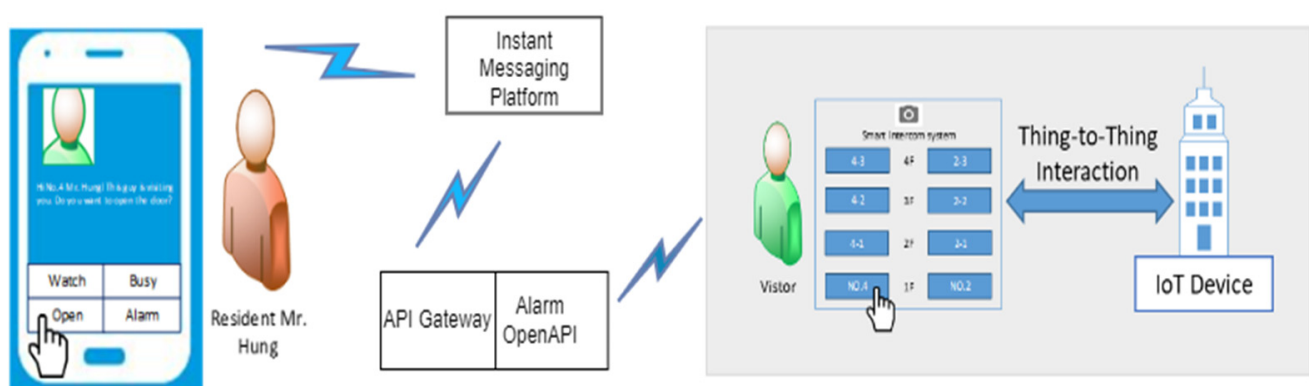 Hi No.4 Mr. Hung! This guy is visiting
you. Do you want to open the door?
Watch
Busy
Open
Alarm
Resident Mr.
Hung
Instant
Messaging
Platform
API Gateway
Alarm
OpenAPI
Vistor
Smart Intercom system
4-3 4F 2-3
4-2 3F 2-2
4-1 2F 2-1
NO.4 1F NO.2
Thing-to-Thing
Interaction
IoT Device